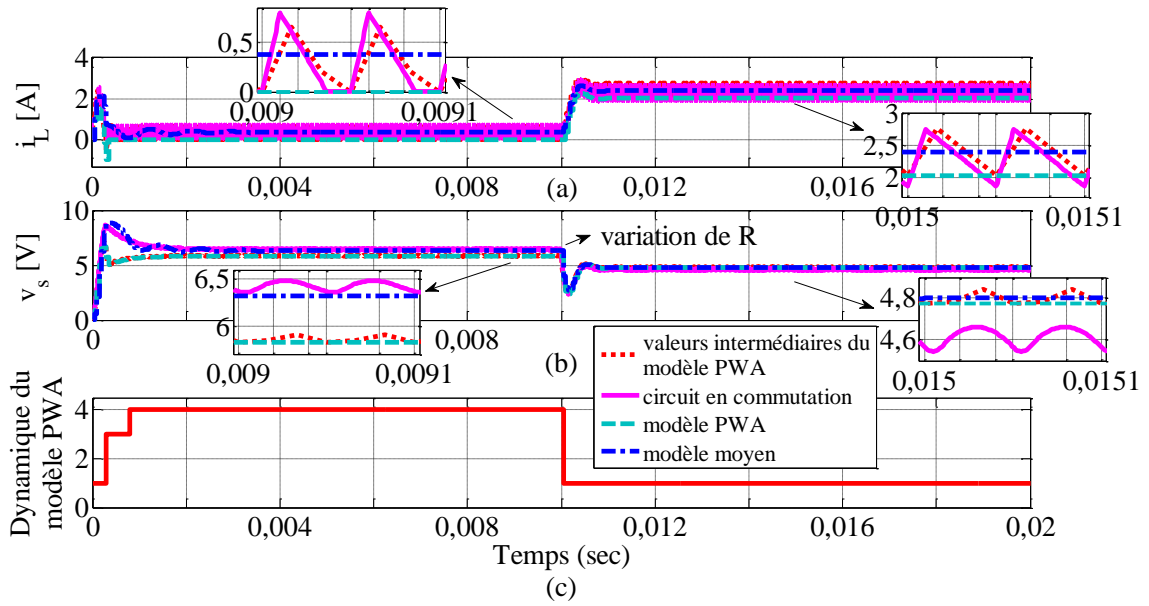 0,5
0
0.009
0.0091
4
2
0
i_L [A]
0
0,004
(a)
0,008
0,012
0,016
3
2,5
2
0,015
0,0151
10
5
0
v_s [V]
variation de R
6,5
6
0,009
0,0091
0,008
(b)
4,8
4,6
0,015
0,0151
valeurs intermédiaires du
modèle PWA
circuit en commutation
modèle PWA
modèle moyen
4
2
0
Dynamique du
modèle PWA
0
0,004
0,008
0,012
0,016
0,02
Temps (sec)
(c)